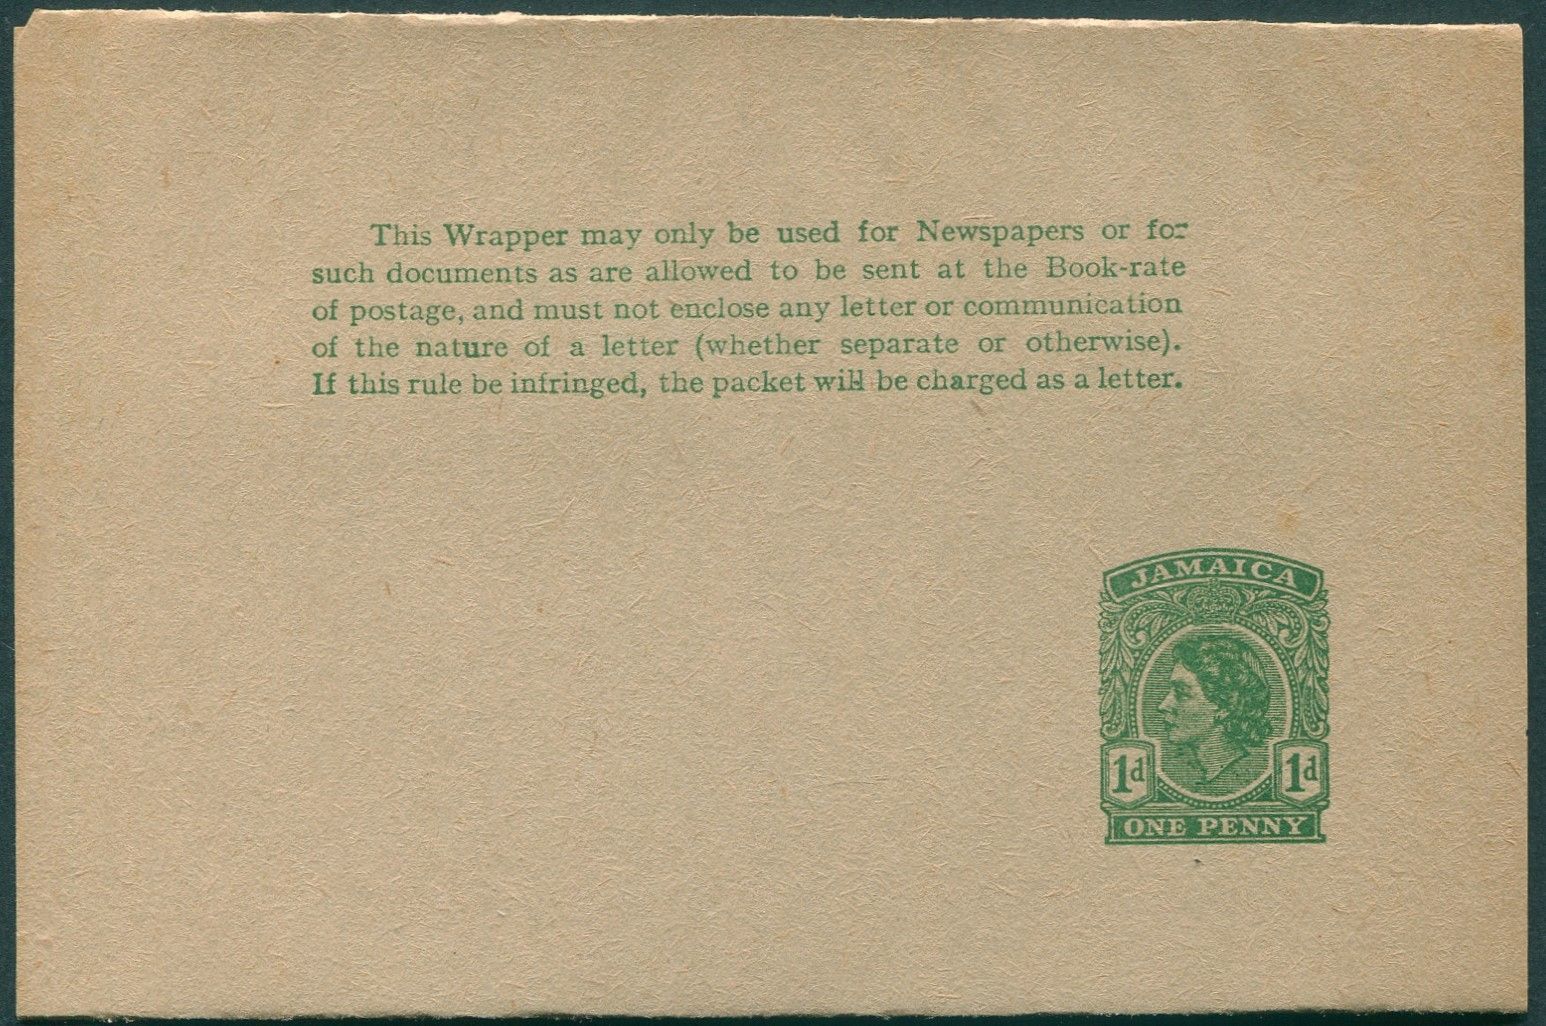 This Wrapper may only be used for Newspapers or for
such documents as are allowed to be sent at the Book-rate
of postage, and must not enclose any letter or communication
of the nature of a letter (whether separate or otherwise).
If this rule be infringed, the packet will be charged as a letter.
JAMAICA
1d 1d
ONE PENNY